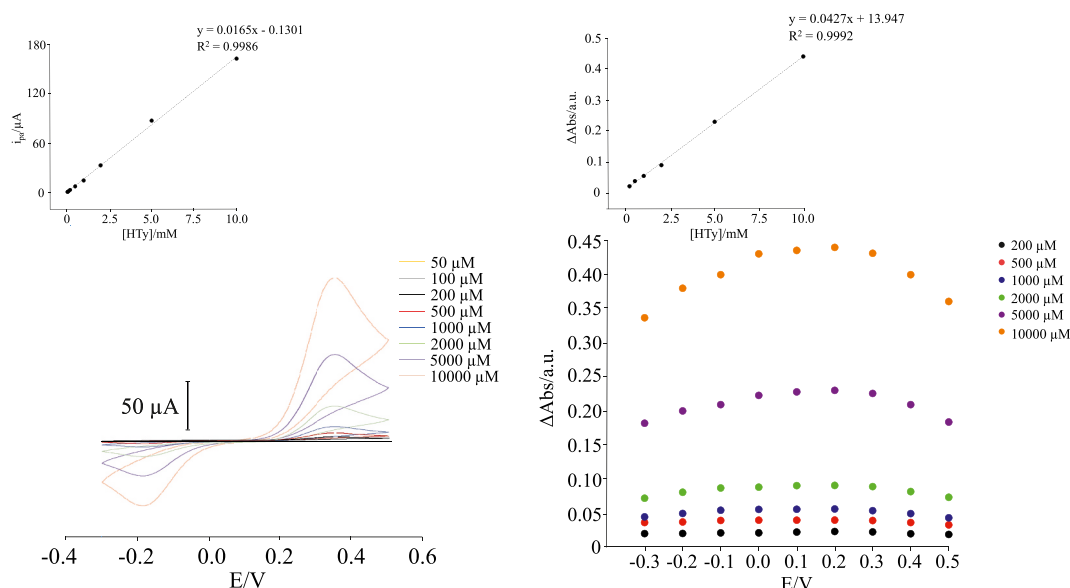 y = 0.0165x - 0.1301
R² = 0.9986
180
120
60
0
iₚₐ/µA
0
2.5
5.0
7.5
10.0
[HTy]/mM
50 µM
100 µM
200 µM
500 µM
1000 µM
2000 µM
5000 µM
10000 µM
50 µA
-0.4
-0.2
0.0
0.2
0.4
0.6
E/V
y = 0.0427x + 13.947
R² = 0.9992
0.5
0.4
0.3
0.2
0.1
0
ΔAbs/a.u.
0
2.5
5.0
7.5
10.0
[HTy]/mM
0.45
0.40
0.35
0.30
0.25
0.20
0.15
0.10
0.05
0
ΔAbs/a.u.
200 µM
500 µM
1000 µM
2000 µM
5000 µM
10000 µM
-0.3
-0.2
-0.1
0.0
0.1
0.2
0.3
0.4
0.5
E/V